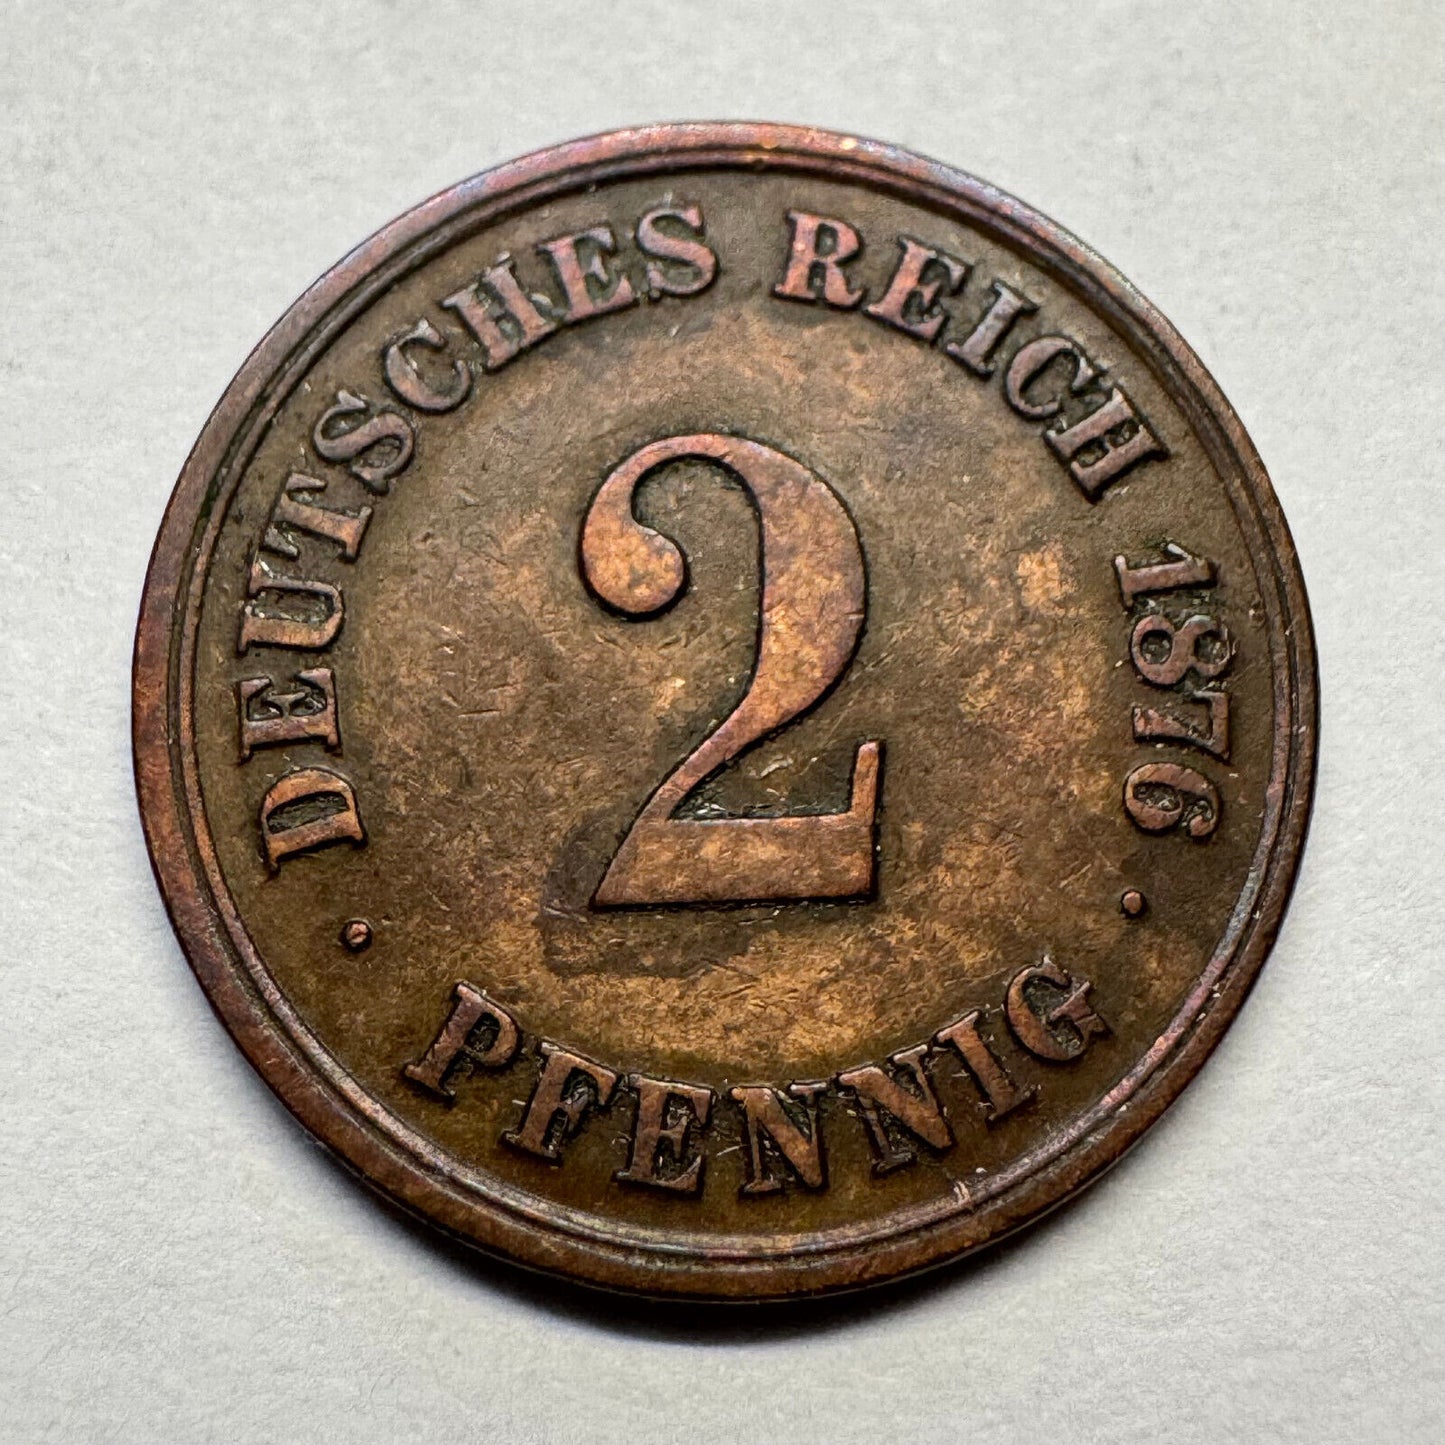 DEUTSCHES REICH 1876
2
PFENNIG